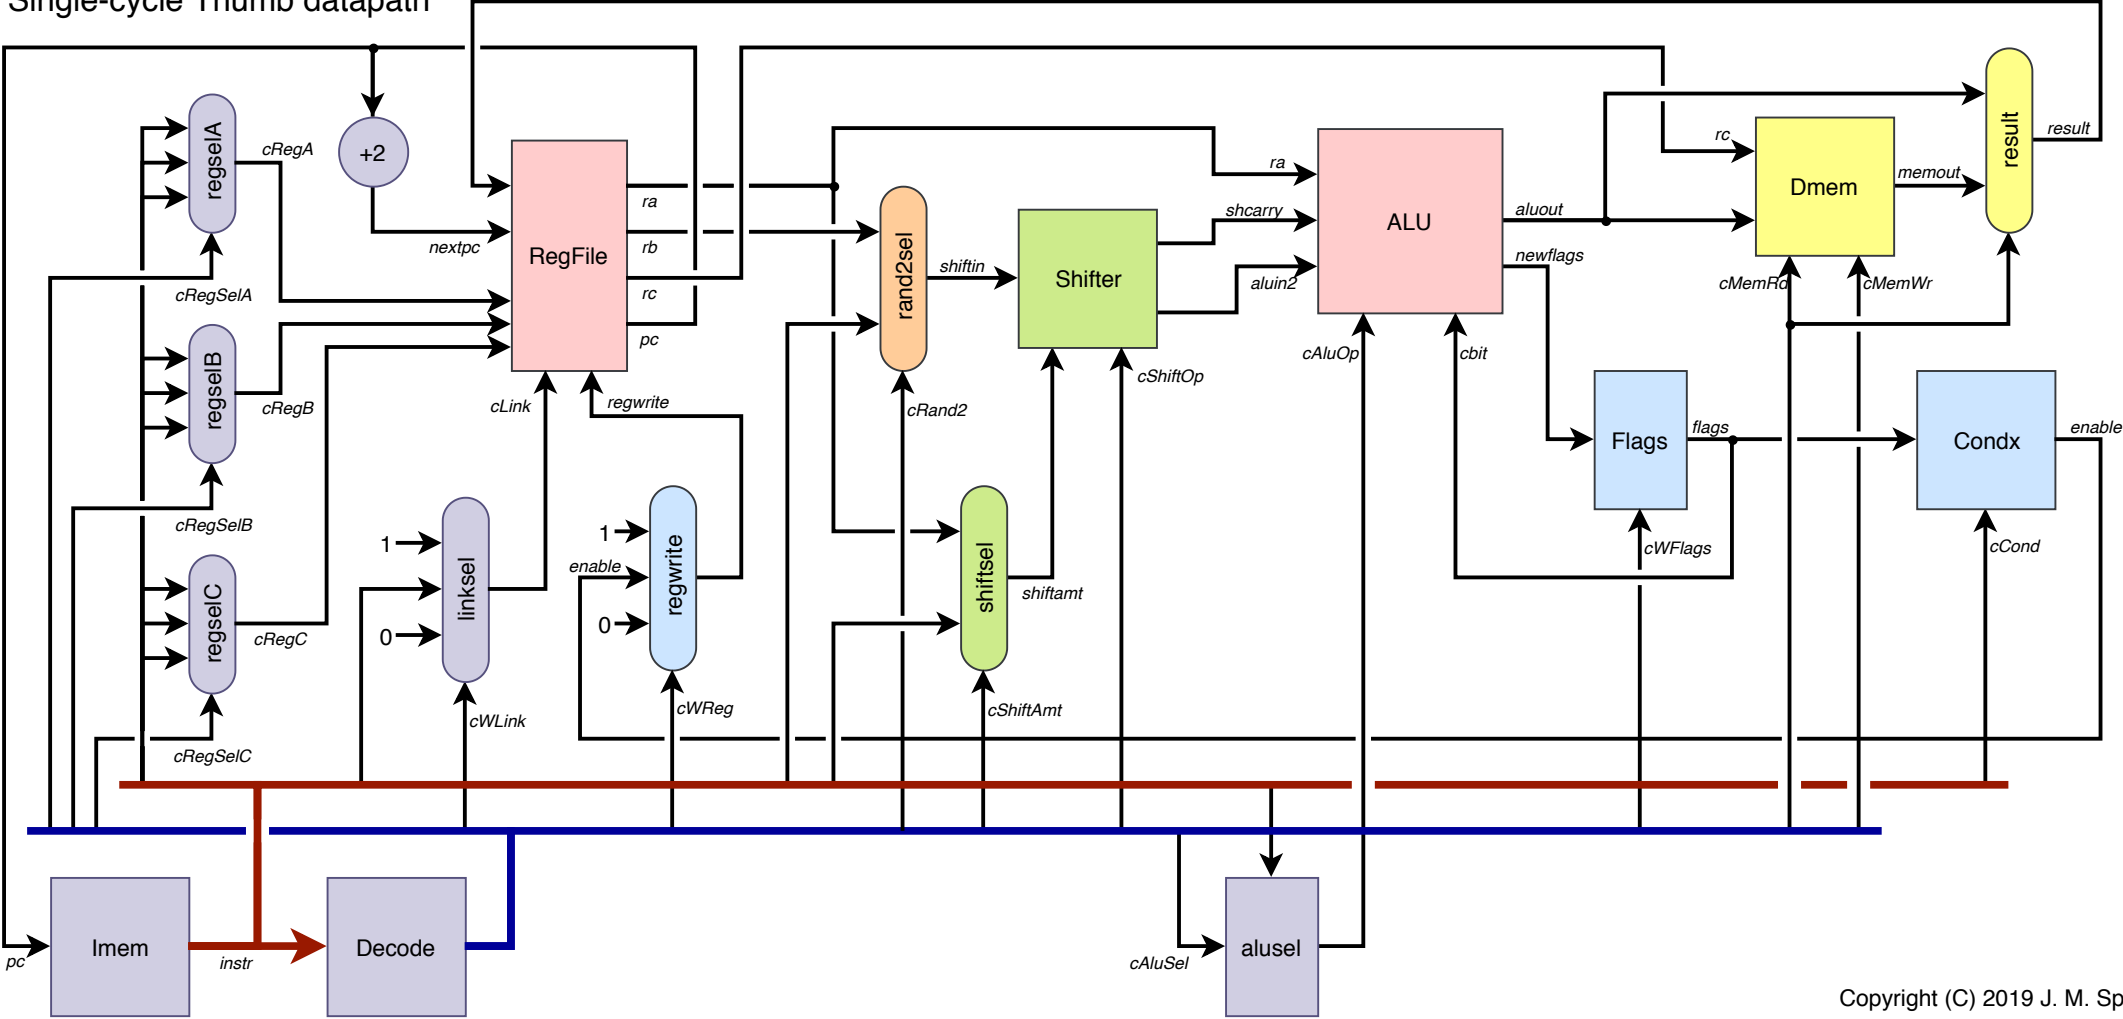 Single-cycle Thumb datapath
regselA
cRegA
+2
nextpc
cRegSelA
regselB
cRegB
cRegSelB
regselC
cRegC
cRegSelC
RegFile
ra
rb
rc
pc
cLink
regwrite
1
linksel
0
cWLink
1
enable
0
regwrite
cWReg
rand2sel
shiftin
cRand2
Shifter
cShiftOp
shiftsel
shiftamt
cShiftAmt
ra
shcarry
aluin2
ALU
aluout
newflags
cAluOp
cbit
rc
Dmem
memout
cMemRd
cMemWr
result
result
Flags
flags
cWFlags
Condx
enable
cCond
pc
Imem
instr
Decode
cAluSel
alusel
Copyright (C) 2019 J. M. Sp